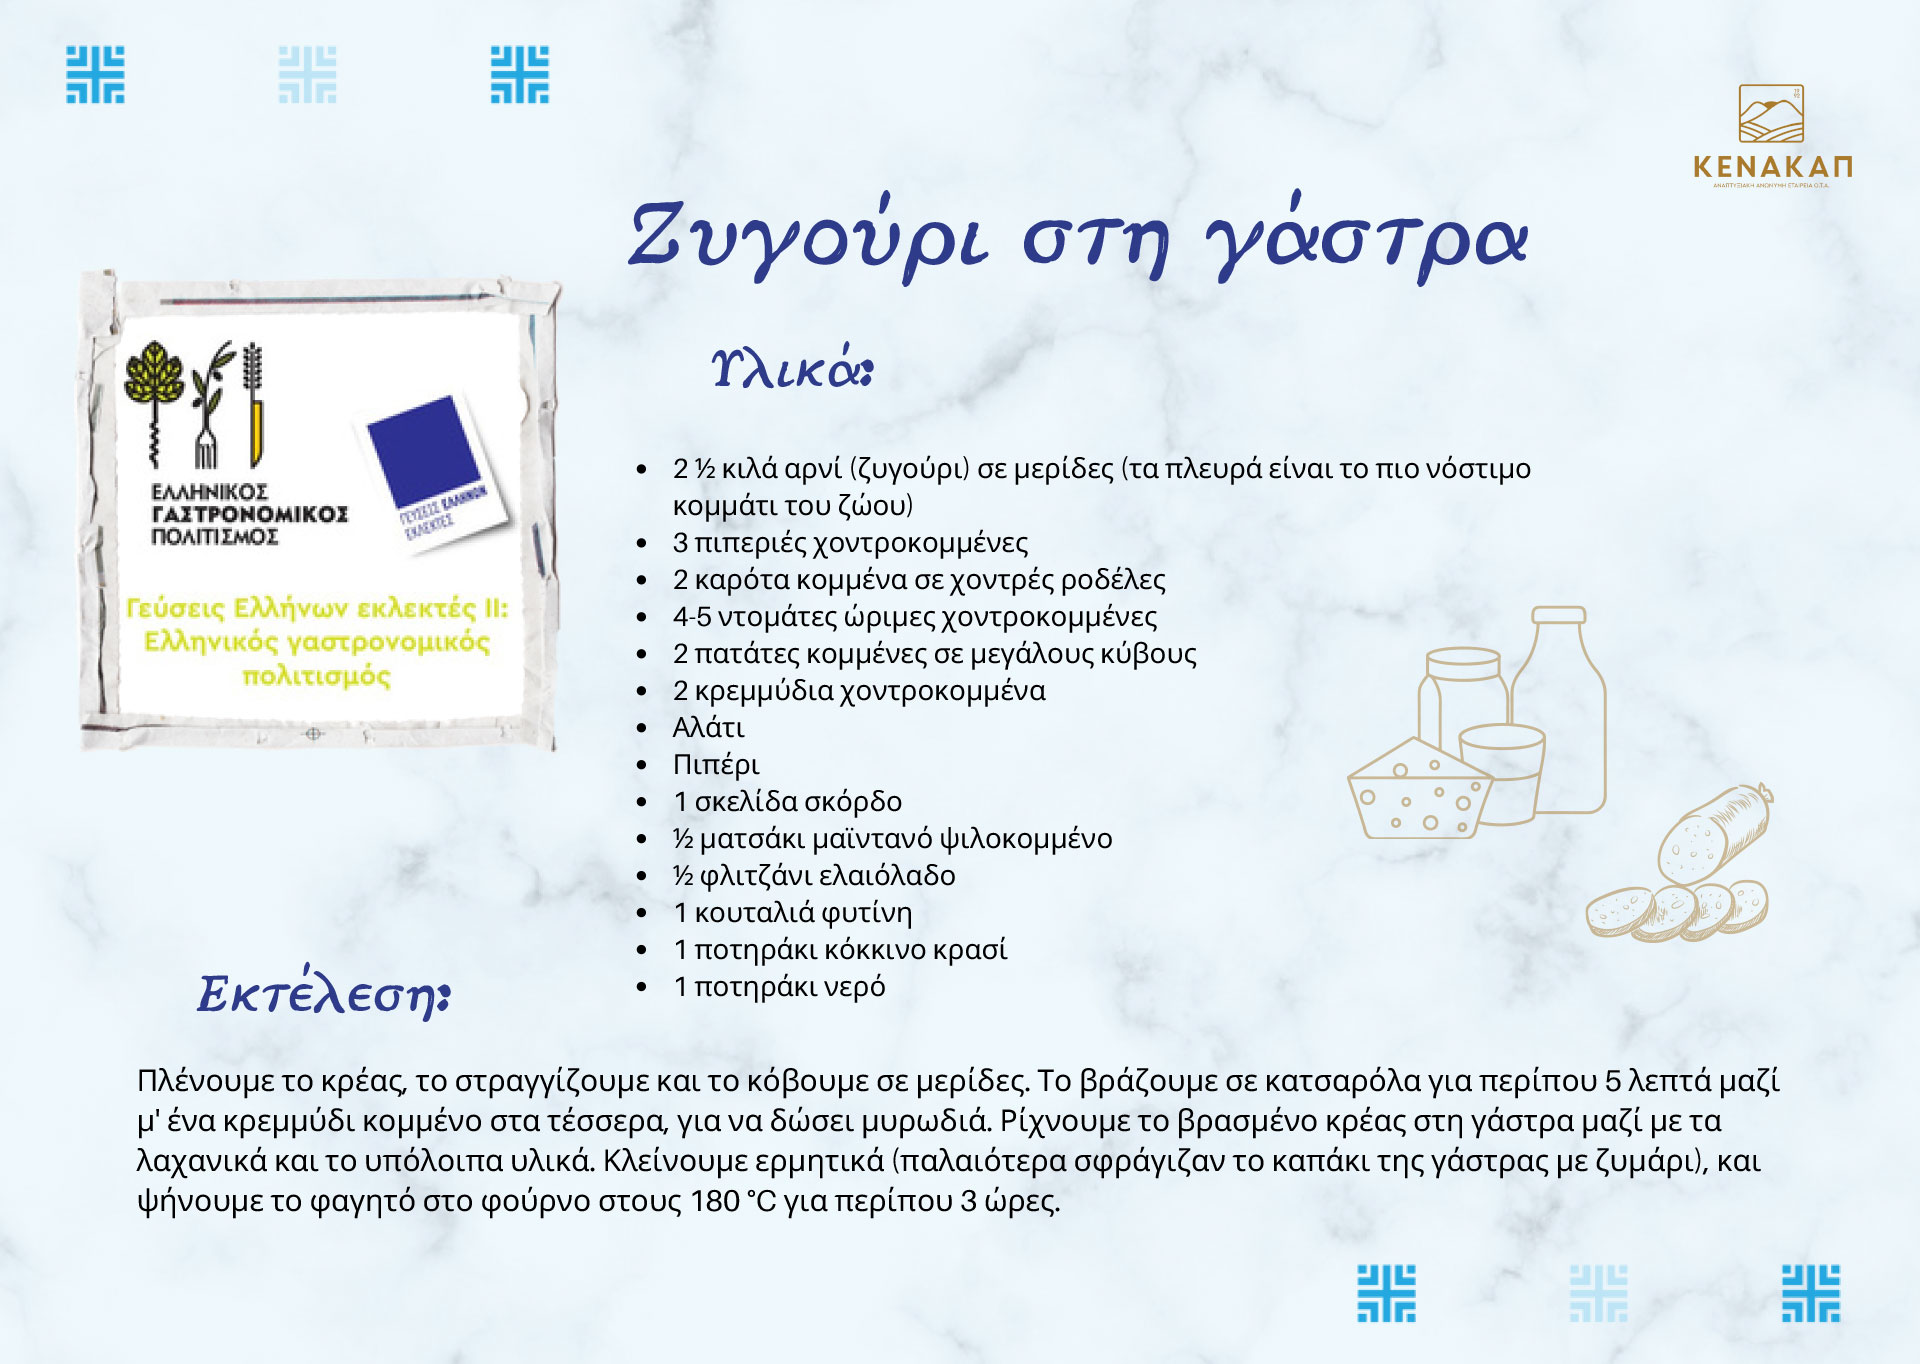 ΚΕΝΑΚΑΠ
ΑΝΑΠΤΥΞΙΑΚΗ ΑΝΩΝΥΜΗ ΕΤΑΙΡΕΙΑ Ο.Τ.Α.
Ζυγούρι στη γάστρα
ΕΛΛΗΝΙΚΟΣ
ΓΑΣΤΡΟΝΟΜΙΚΟΣ
ΠΟΛΙΤΙΣΜΟΣ
ΓΕΥΣΕΙΣ ΕΛΛΗΝΩΝ
ΕΚΛΕΚΤΕΣ
Γεύσεις Ελλήνων εκλεκτές ΙΙ:
Ελληνικός γαστρονομικός
πολιτισμός
Υλικά:
• 2 ½ κιλά αρνί (ζυγούρι) σε μερίδες (τα πλευρά είναι το πιο νόστιμο
κομμάτι του ζώου)
• 3 πιπεριές χοντροκομμένες
• 2 καρότα κομμένα σε χοντρές ροδέλες
• 4-5 ντομάτες ώριμες χοντροκομμένες
• 2 πατάτες κομμένες σε μεγάλους κύβους
• 2 κρεμμύδια χοντροκομμένα
• Αλάτι
• Πιπέρι
• 1 σκελίδα σκόρδο
• ½ ματσάκι μαϊντανό ψιλοκομμένο
• ½ φλιτζάνι ελαιόλαδο
• 1 κουταλιά φυτίνη
• 1 ποτηράκι κόκκινο κρασί
• 1 ποτηράκι νερό
Εκτέλεση:
Πλένουμε το κρέας, το στραγγίζουμε και το κόβουμε σε μερίδες. Το βράζουμε σε κατσαρόλα για περίπου 5 λεπτά μαζί
μ' ένα κρεμμύδι κομμένο στα τέσσερα, για να δώσει μυρωδιά. Ρίχνουμε το βρασμένο κρέας στη γάστρα μαζί με τα
λαχανικά και το υπόλοιπα υλικά. Κλείνουμε ερμητικά (παλαιότερα σφράγιζαν το καπάκι της γάστρας με ζυμάρι), και
ψήνουμε το φαγητό στο φούρνο στους 180 °C για περίπου 3 ώρες.